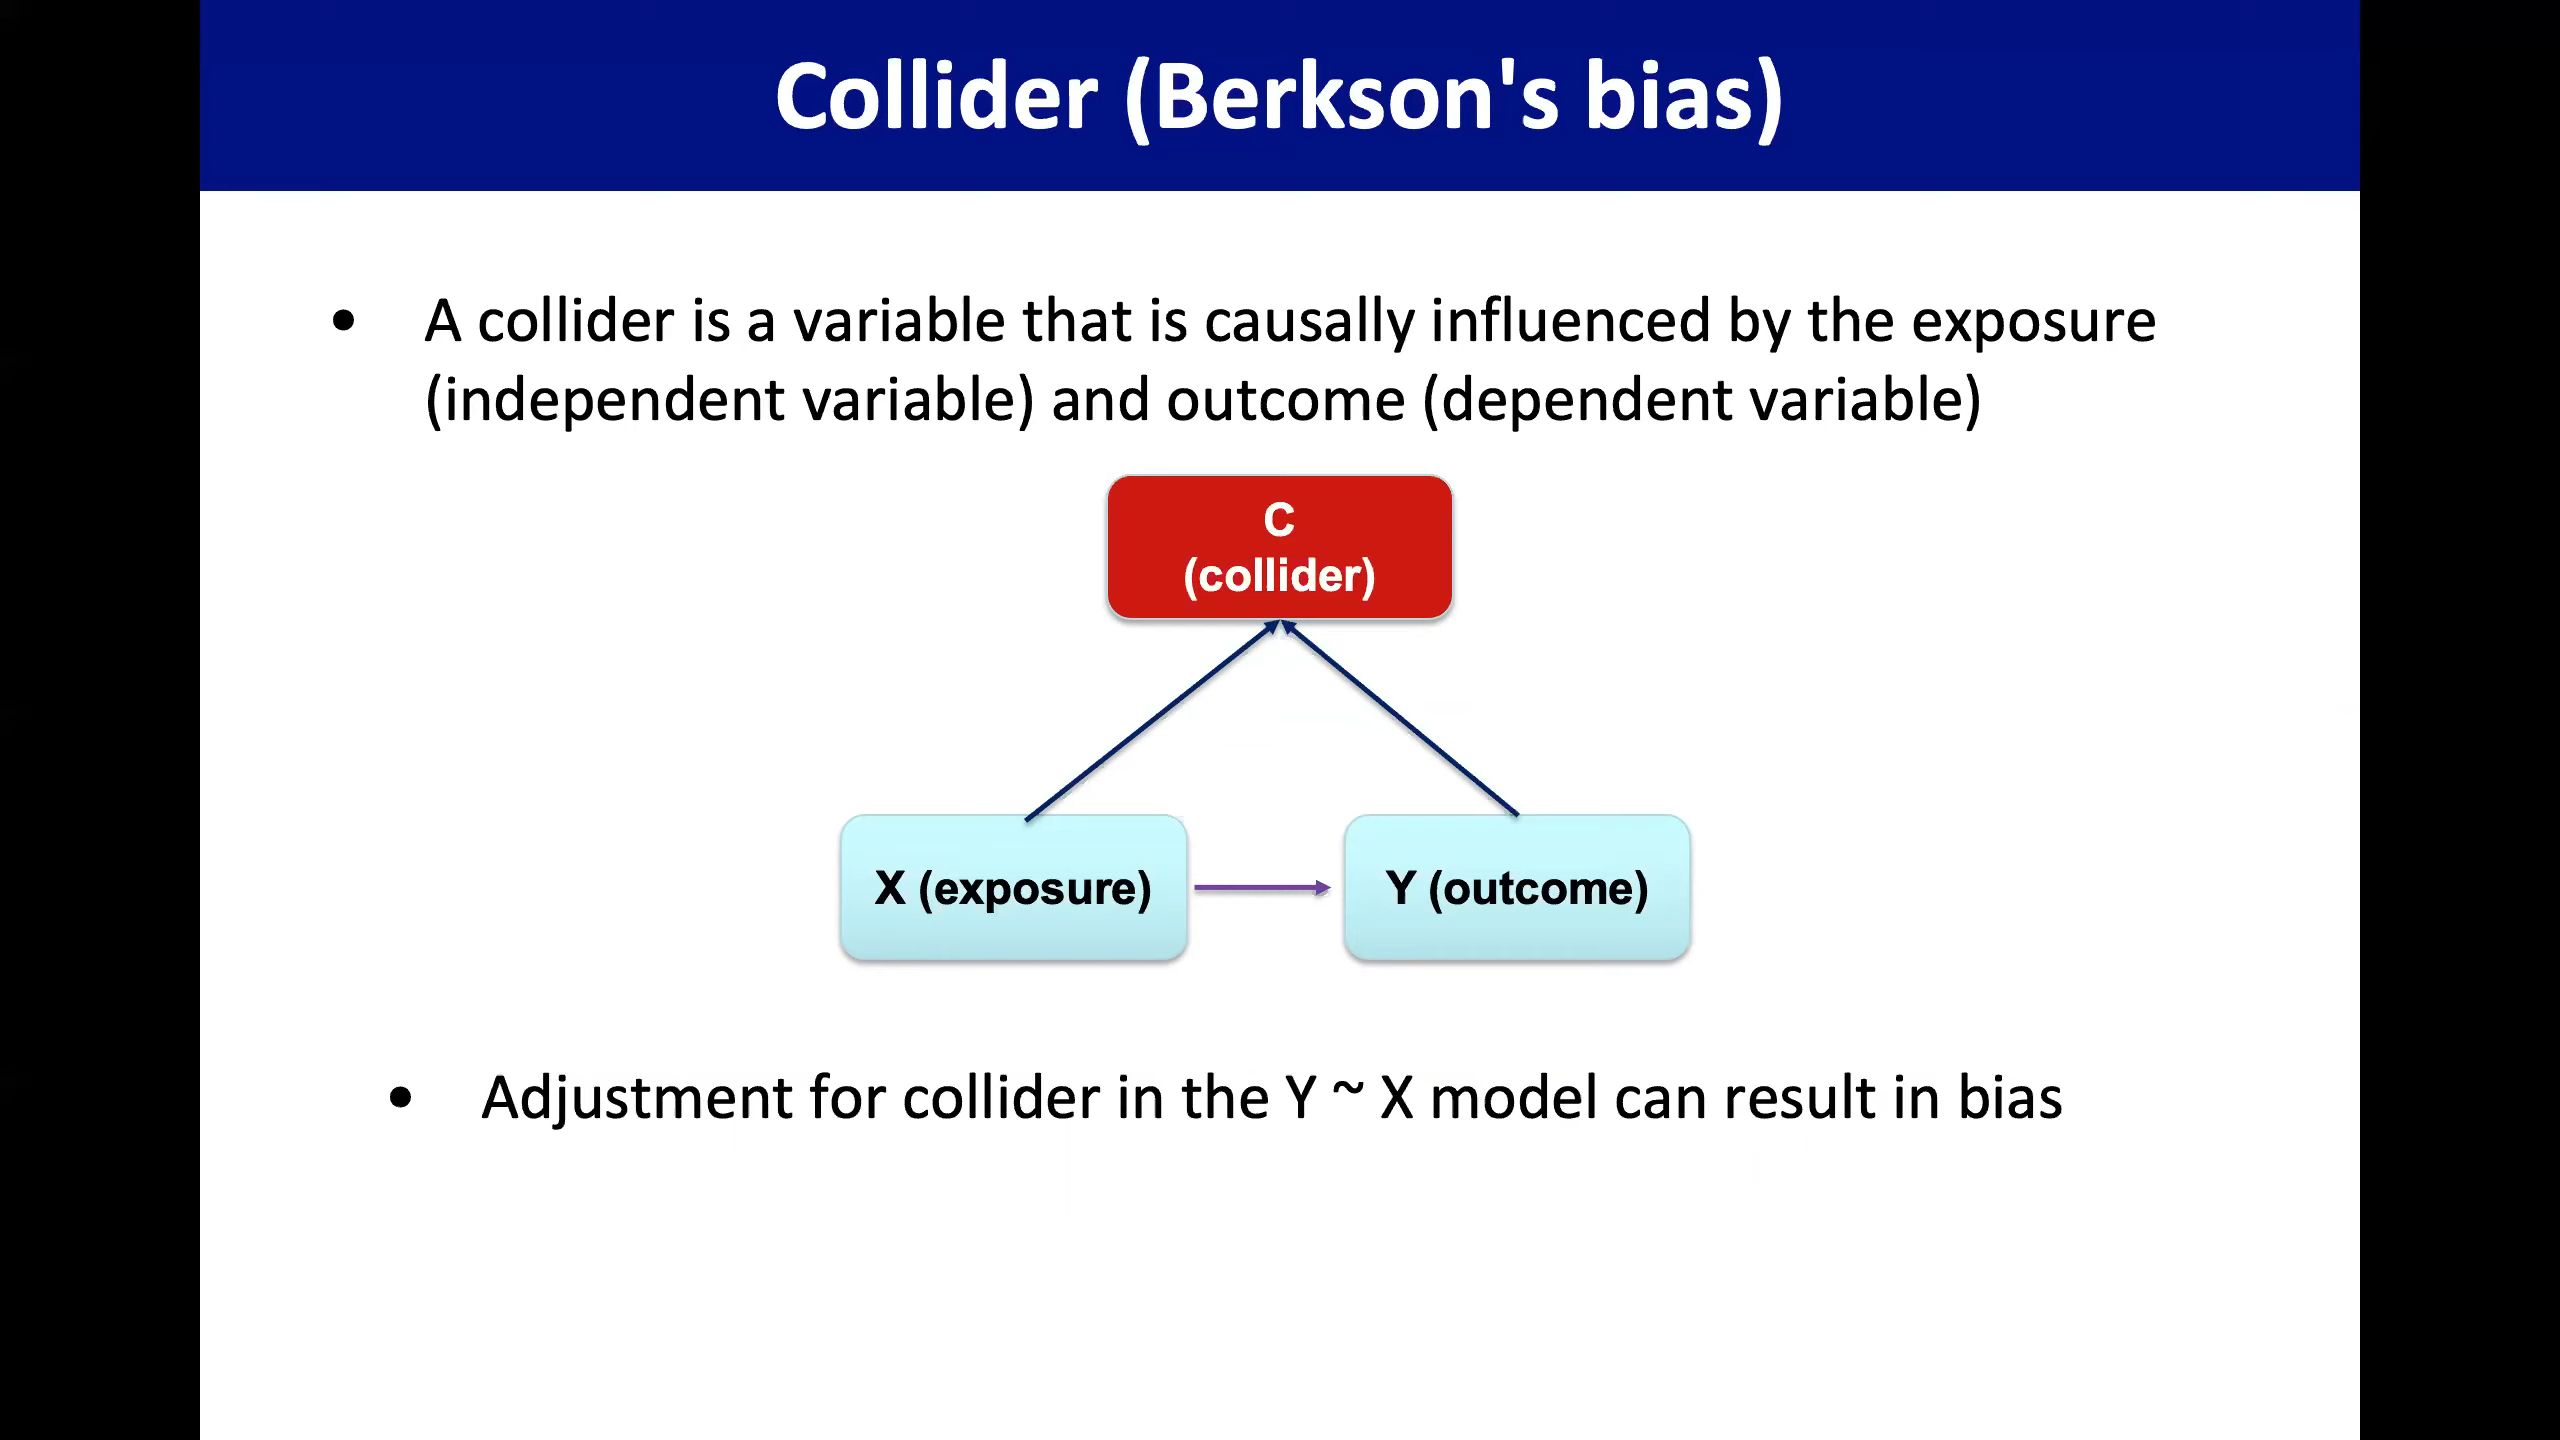 Collider (Berkson's bias)
• A collider is a variable that is causally influenced by the exposure
(independent variable) and outcome (dependent variable)
C
(collider)
X (exposure)
Y (outcome)
• Adjustment for collider in the Y ~ X model can result in bias